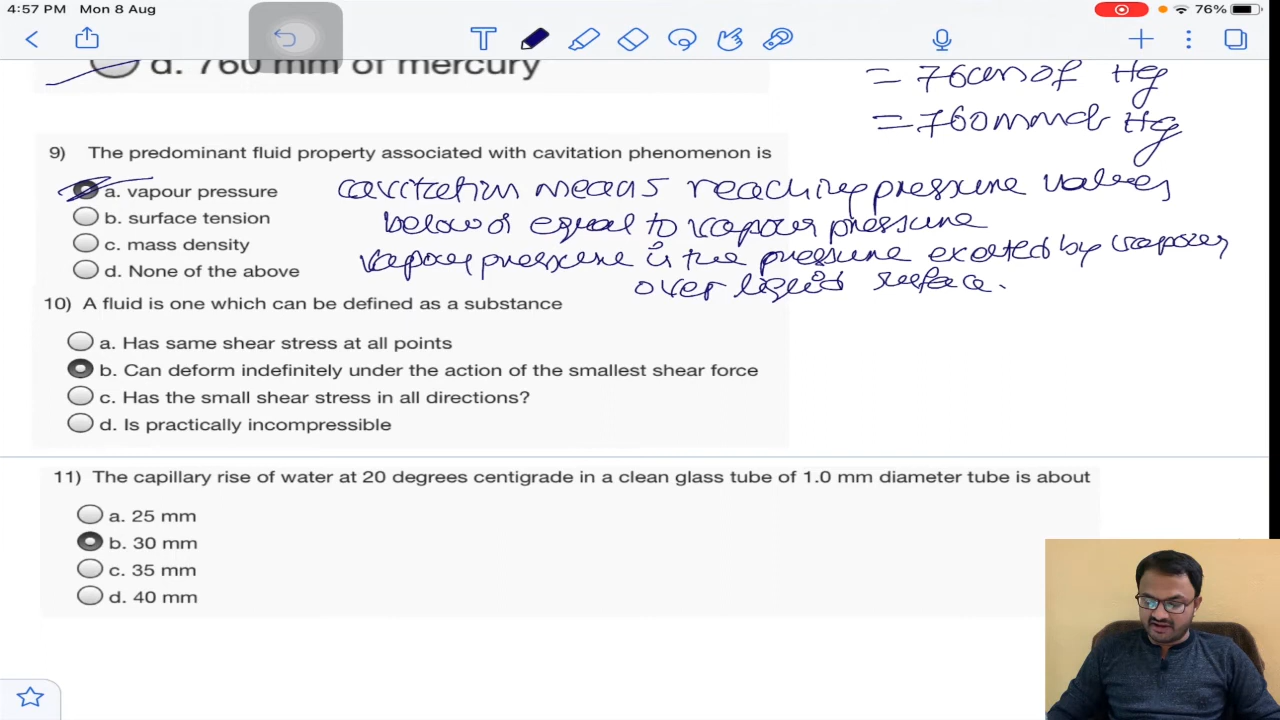 4:57 PM Mon 8 Aug
76%
d. 760 mm of mercury
= 76cm of Hg
= 760mm of Hg
9) The predominant fluid property associated with cavitation phenomenon is
a. vapour pressure
cavitation means reaching pressure values
b. surface tension
below or equal to vapour pressure
c. mass density
vapour pressure is the pressure exerted by vapour
d. None of the above
over liquid surface.
10) A fluid is one which can be defined as a substance
a. Has same shear stress at all points
b. Can deform indefinitely under the action of the smallest shear force
c. Has the small shear stress in all directions?
d. Is practically incompressible
11) The capillary rise of water at 20 degrees centigrade in a clean glass tube of 1.0 mm diameter tube is about
a. 25 mm
b. 30 mm
c. 35 mm
d. 40 mm